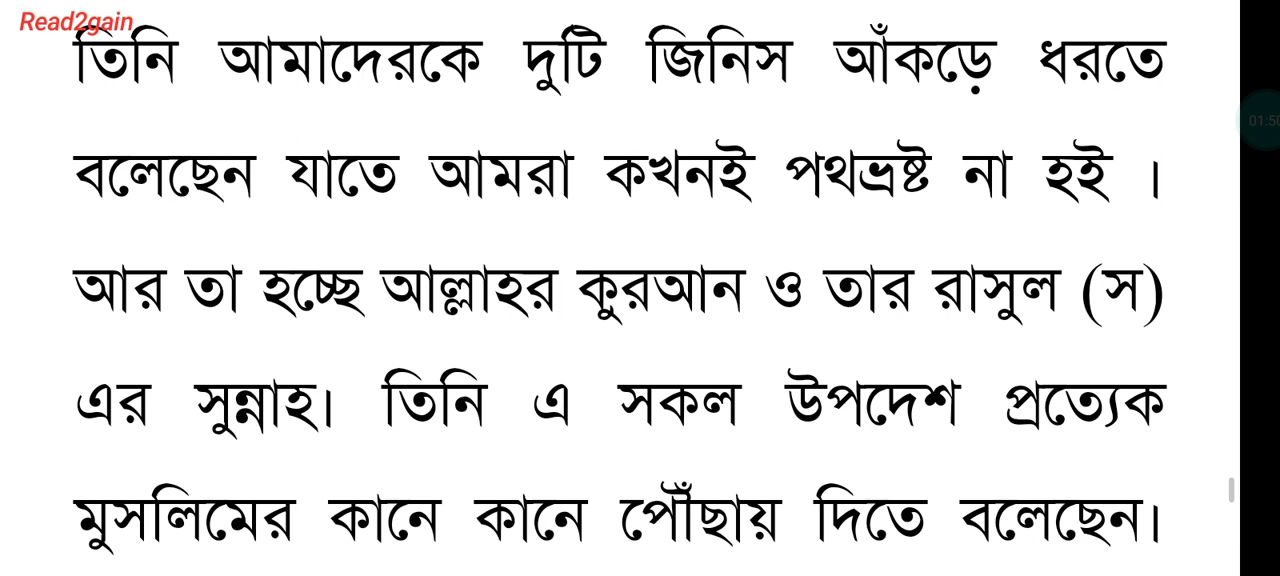 Read2gain
তিনি আমাদেরকে দুটি জিনিস আঁকড়ে ধরতে
বলেছেন যাতে আমরা কখনই পথভ্রষ্ট না হই ।
আর তা হচ্ছে আল্লাহর কুরআন ও তার রাসুল (স)
এর সুন্নাহ। তিনি এ সকল উপদেশ প্রত্যেক
মুসলিমের কানে কানে পৌঁছায় দিতে বলেছেন।